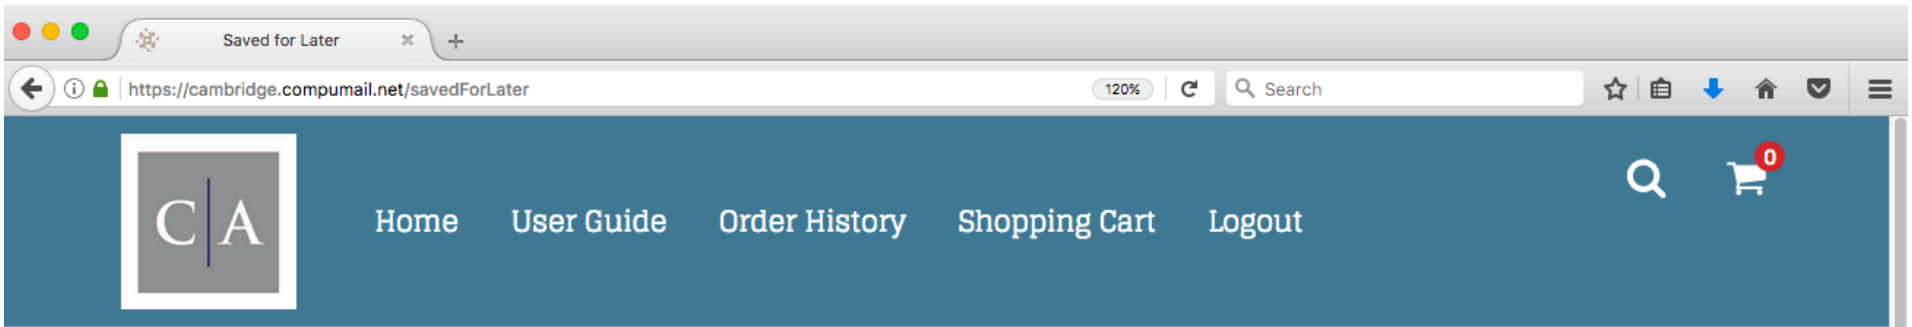 Saved for Later
https://cambridge.compumail.net/savedForLater 120% Search
0
C|A Home User Guide Order History Shopping Cart Logout